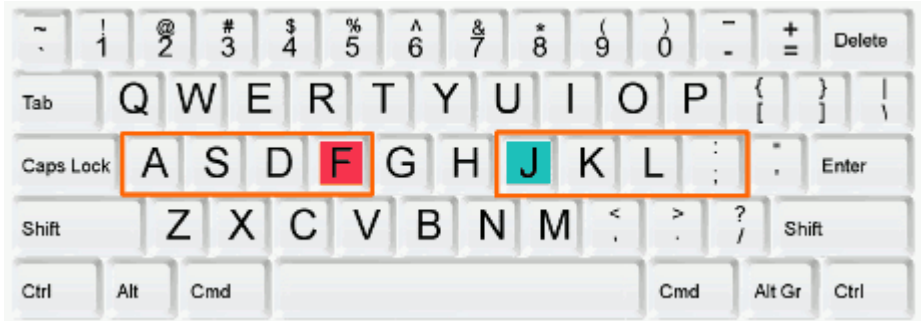 ~ ` ! 1 @ 2 # 3 $ 4 % 5 ^ 6 & 7 * 8 ( 9 ) 0 – - + = Delete
Tab Q W E R T Y U I O P { [ } ] | \
Caps Lock A S D F G H J K L : ; " ' Enter
Shift Z X C V B N M < , > . ? / Shift
Ctrl Alt Cmd Cmd Alt Gr Ctrl